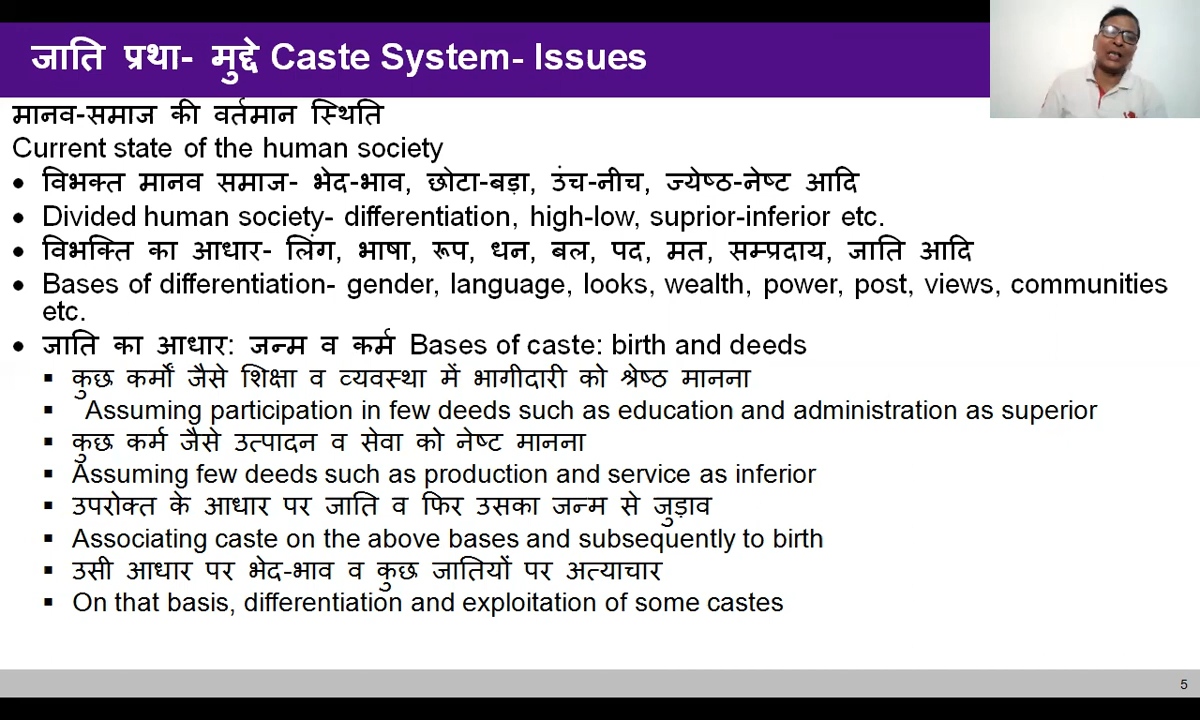 जाति प्रथा- मुद्दे Caste System- Issues
मानव-समाज की वर्तमान स्थिति
Current state of the human society
• विभक्त मानव समाज- भेद-भाव, छोटा-बड़ा, उंच-नीच, ज्येष्ठ-नेष्ट आदि
• Divided human society- differentiation, high-low, suprior-inferior etc.
• विभक्ति का आधार- लिंग, भाषा, रूप, धन, बल, पद, मत, सम्प्रदाय, जाति आदि
• Bases of differentiation- gender, language, looks, wealth, power, post, views, communities
etc.
• जाति का आधार: जन्म व कर्म Bases of caste: birth and deeds
▪ कुछ कर्मों जैसे शिक्षा व व्यवस्था में भागीदारी को श्रेष्ठ मानना
▪ Assuming participation in few deeds such as education and administration as superior
▪ कुछ कर्म जैसे उत्पादन व सेवा को नेष्ट मानना
▪ Assuming few deeds such as production and service as inferior
▪ उपरोक्त के आधार पर जाति व फिर उसका जन्म से जुड़ाव
▪ Associating caste on the above bases and subsequently to birth
▪ उसी आधार पर भेद-भाव व कुछ जातियों पर अत्याचार
▪ On that basis, differentiation and exploitation of some castes
5